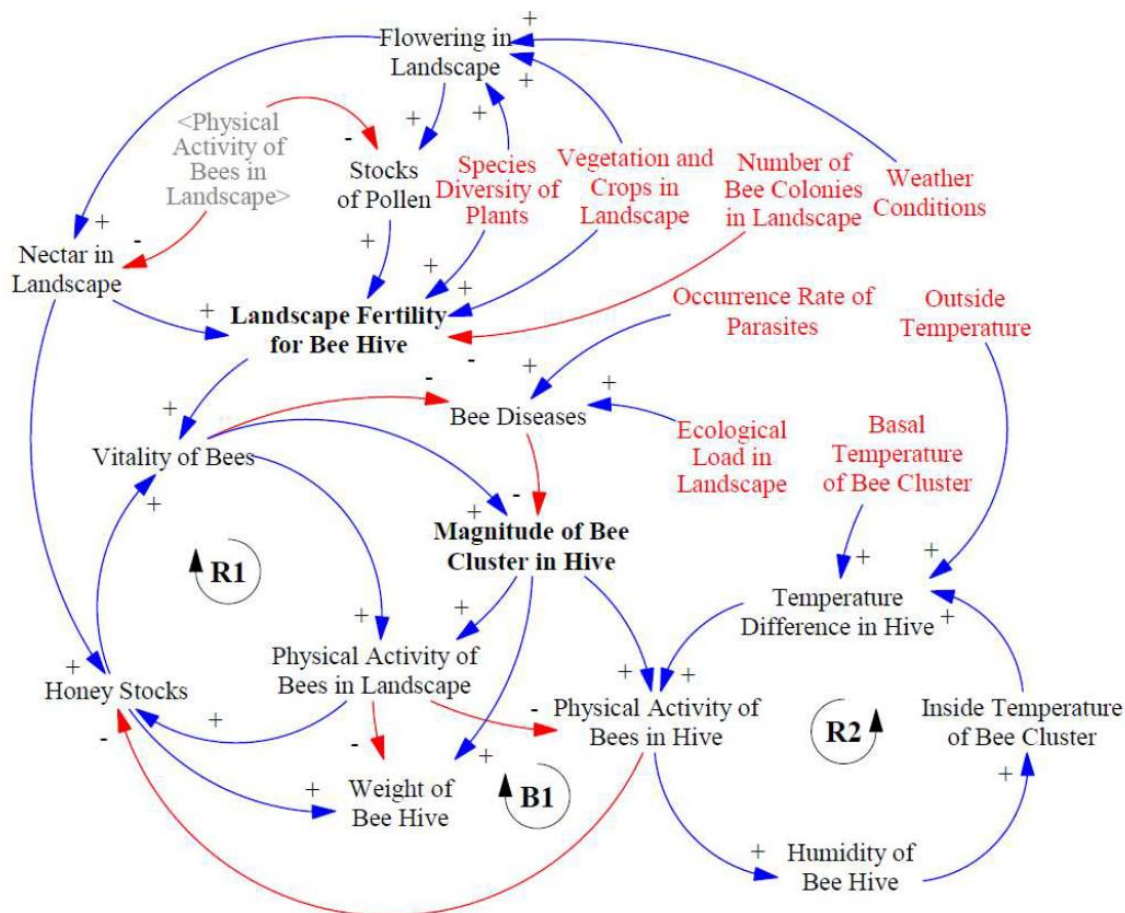 Flowering in
Landscape
<Physical
Activity of
Bees in
Landscape>
Stocks
of Pollen
Species
Diversity of
Plants
Vegetation and
Crops in
Landscape
Number of
Bee Colonies
in Landscape
Weather
Conditions
Nectar in
Landscape
Landscape Fertility
for Bee Hive
Occurrence Rate of
Parasites
Outside
Temperature
Vitality of Bees
Bee Diseases
Ecological
Load in
Landscape
Basal
Temperature
of Bee Cluster
Magnitude of Bee
Cluster in Hive
R1
Temperature
Difference in Hive
Physical Activity of
Bees in Landscape
Honey Stocks
Physical Activity of
Bees in Hive
R2
Inside Temperature
of Bee Cluster
Weight of
Bee Hive
B1
Humidity of
Bee Hive